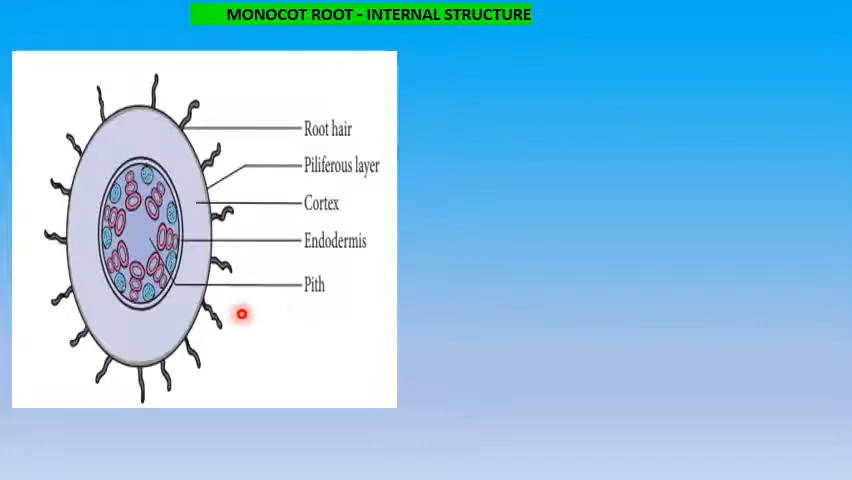 MONOCOT ROOT - INTERNAL STRUCTURE
Root hair
Piliferous layer
Cortex
Endodermis
Pith